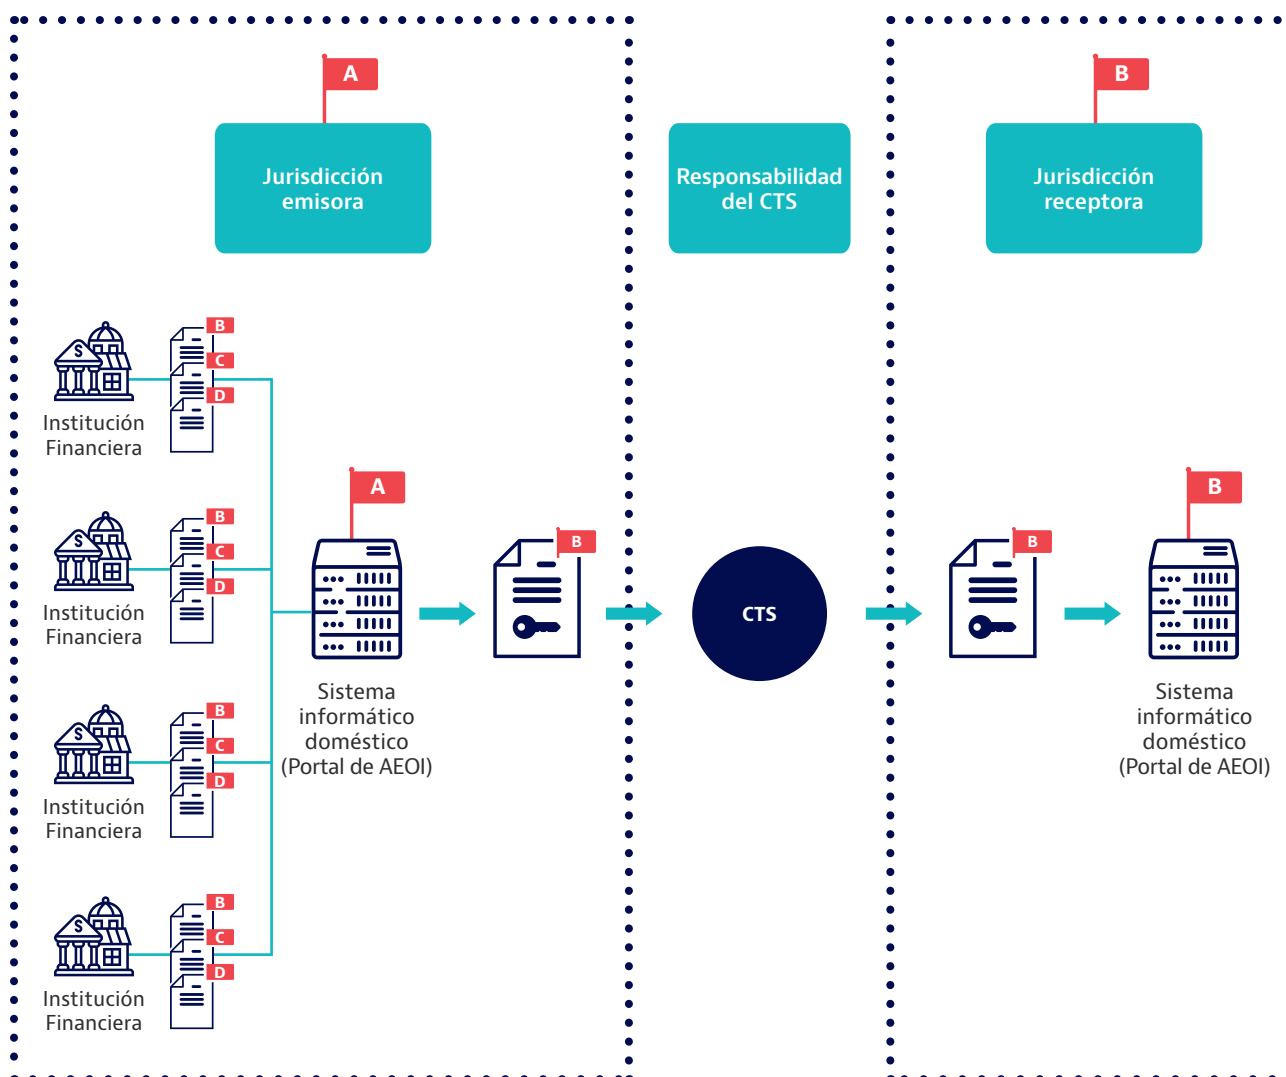 A
Jurisdicción
emisora
Responsabilidad
del CTS
B
Jurisdicción
receptora
$
B
C
D
Institución
Financiera
$
B
C
D
Institución
Financiera
$
B
C
D
Institución
Financiera
$
B
C
D
Institución
Financiera
A
Sistema
informático
doméstico
(Portal de AEOI)
B
CTS
B
B
Sistema
informático
doméstico
(Portal de AEOI)